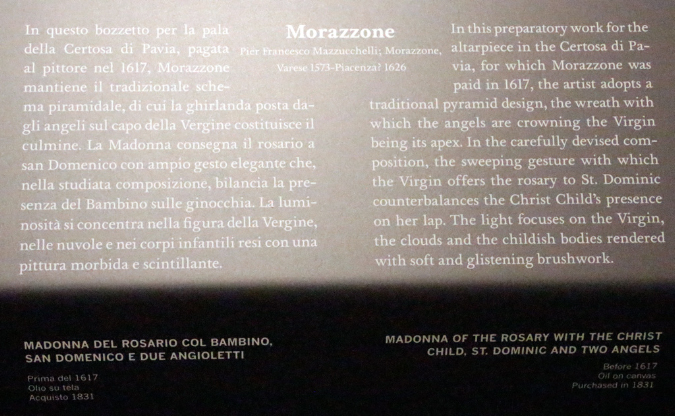 Morazzone
Pier Francesco Mazzucchelli; Morazzone,
Varese 1573-Piacenza? 1626
In questo bozzetto per la pala
della Certosa di Pavia, pagata
al pittore nel 1617, Morazzone
mantiene il tradizionale sche-
ma piramidale, di cui la ghirlanda posta da-
gli angeli sul capo della Vergine costituisce il
culmine. La Madonna consegna il rosario a
san Domenico con ampio gesto elegante che,
nella studiata composizione, bilancia la pre-
senza del Bambino sulle ginocchia. La lumi-
nosità si concentra nella figura della Vergine,
nelle nuvole e nei corpi infantili resi con una
pittura morbida e scintillante.
In this preparatory work for the
altarpiece in the Certosa di Pa-
via, for which Morazzone was
paid in 1617, the artist adopts a
traditional pyramid design, the wreath with
which the angels are crowning the Virgin
being its apex. In the carefully devised com-
position, the sweeping gesture with which
the Virgin offers the rosary to St. Dominic
counterbalances the Christ Child's presence
on her lap. The light focuses on the Virgin,
the clouds and the childish bodies rendered
with soft and glistening brushwork.
MADONNA DEL ROSARIO COL BAMBINO,
SAN DOMENICO E DUE ANGIOLETTI
Prima del 1617
Olio su tela
Acquisto 1831
MADONNA OF THE ROSARY WITH THE CHRIST
CHILD, ST. DOMINIC AND TWO ANGELS
Before 1617
Oil on canvas
Purchased in 1831